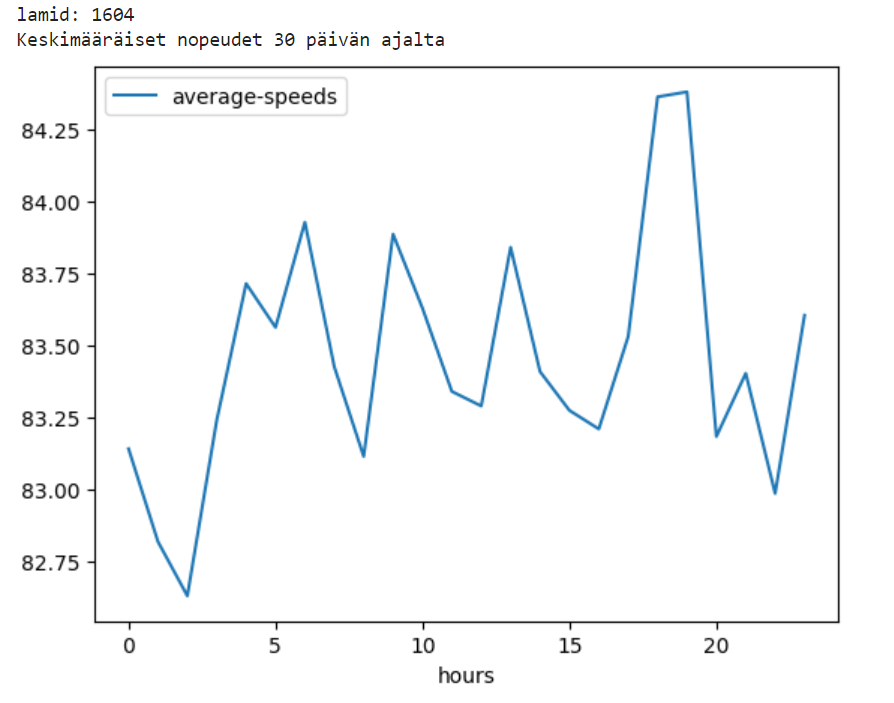 lamid: 1604
Keskimääräiset nopeudet 30 päivän ajalta
average-speeds
84.25
84.00
83.75
83.50
83.25
83.00
82.75
0 5 10 15 20
hours